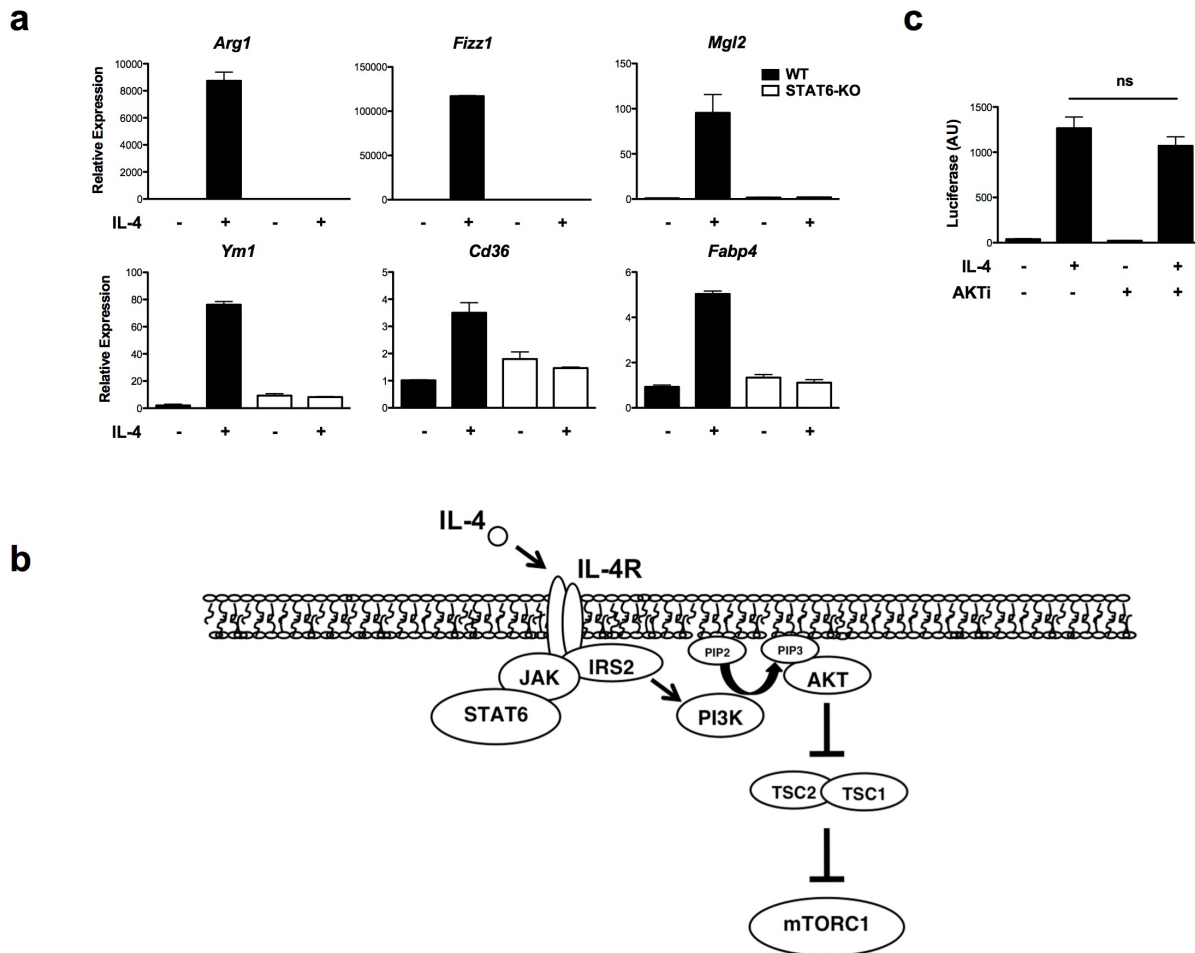 a
c
Arg1
Fizz1
Mgl2
Relative Expression
10000
8000
6000
4000
2000
0
150000
100000
50000
0
150
100
50
0
WT
STAT6-KO
IL-4 - + - +
- + - +
- + - +
ns
Luciferase (AU)
1500
1000
500
0
IL-4 - + - +
AKTi - - + +
Ym1
Cd36
Fabp4
Relative Expression
100
80
60
40
20
0
5
4
3
2
1
0
6
4
2
0
IL-4 - + - +
- + - +
- + - +
b
IL-4
IL-4R
JAK
IRS2
STAT6
PI3K
PIP2
PIP3
AKT
TSC2
TSC1
mTORC1